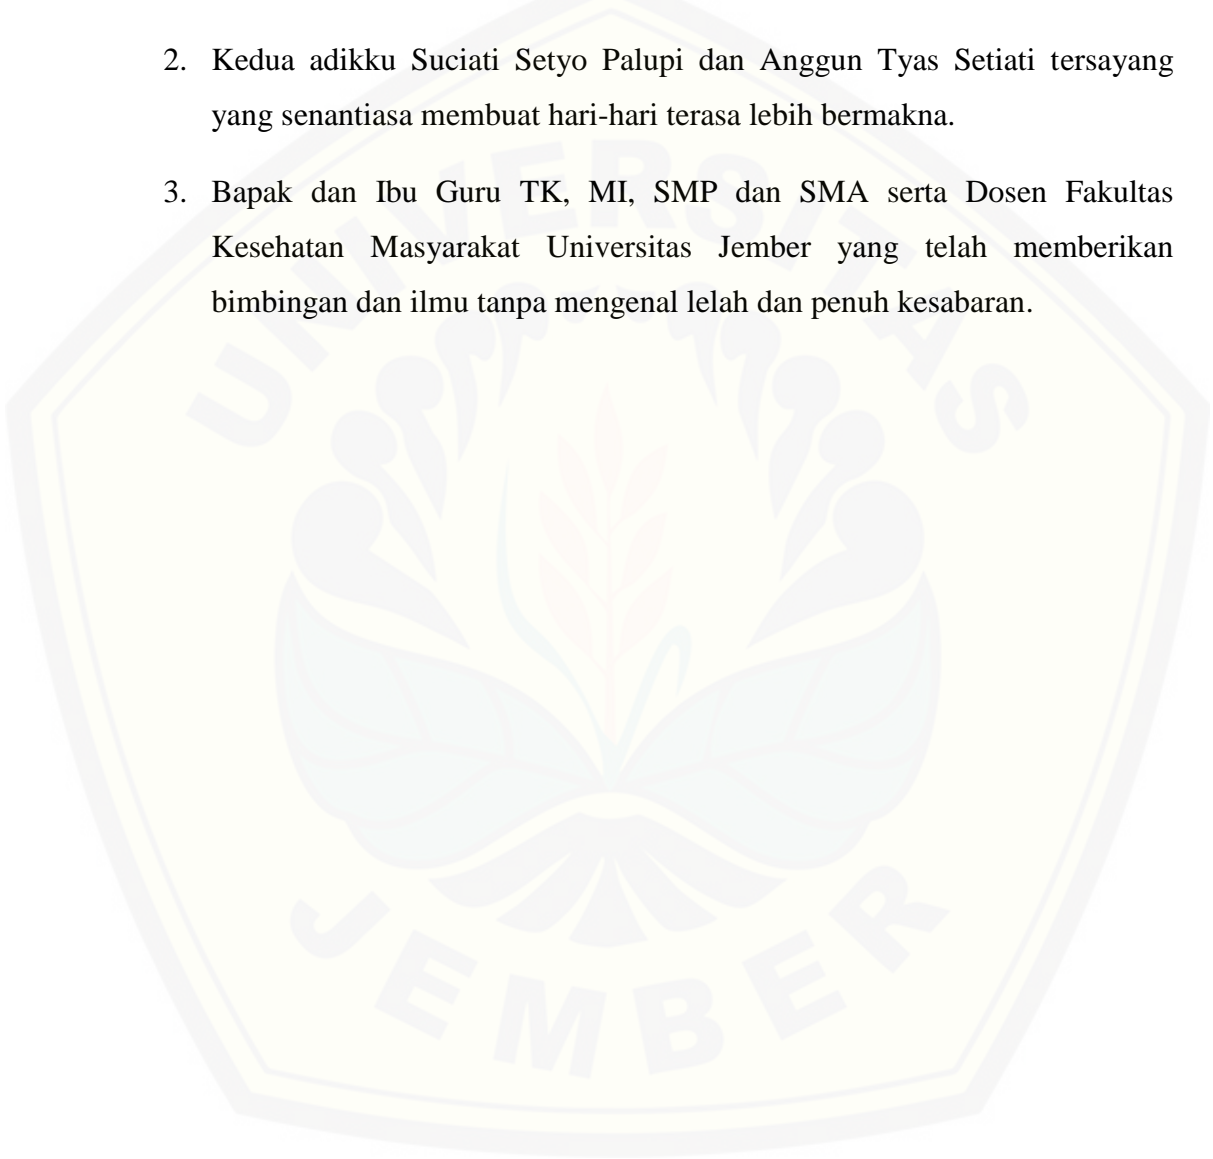 2. Kedua adikku Suciati Setyo Palupi dan Anggun Tyas Setiati tersayang
yang senantiasa membuat hari-hari terasa lebih bermakna.
3. Bapak dan Ibu Guru TK, MI, SMP dan SMA serta Dosen Fakultas
Kesehatan Masyarakat Universitas Jember yang telah memberikan
bimbingan dan ilmu tanpa mengenal lelah dan penuh kesabaran.
UNIVERSITAS
JEMBER